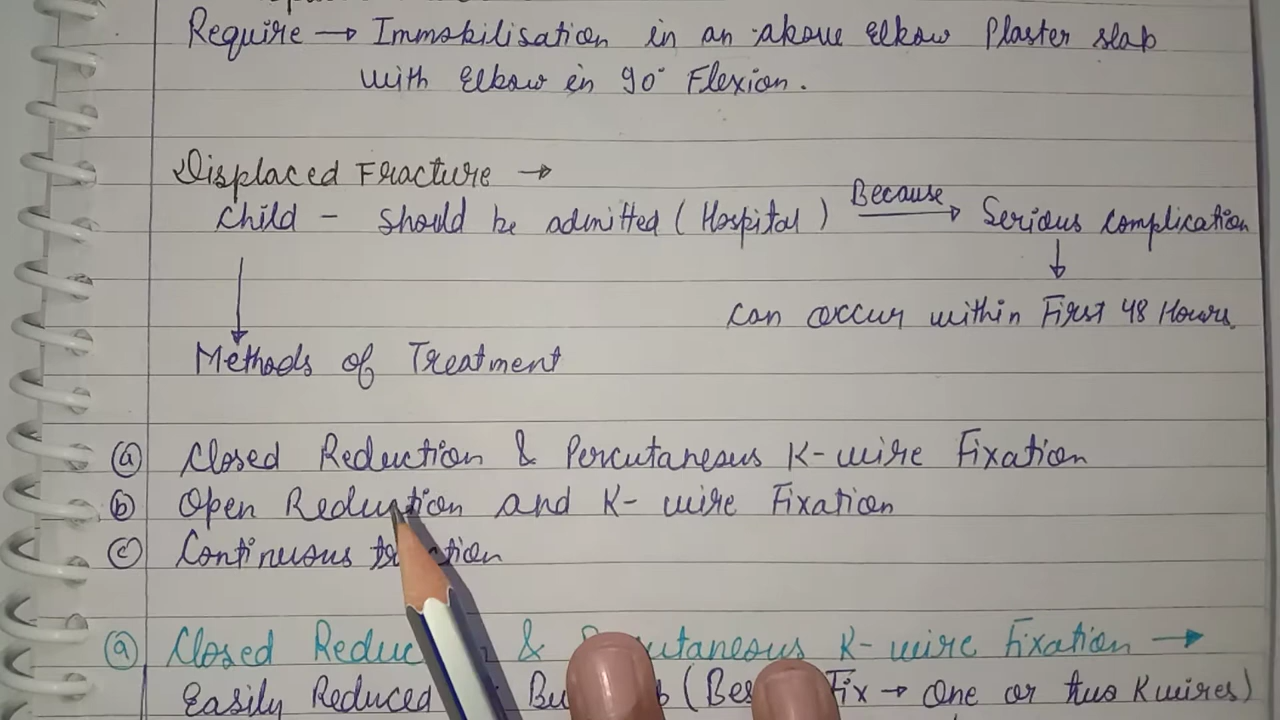 Require → Immobilisation in an above Elbow Plaster slab
with Elbow in 90° Flexion.
Displaced Fracture →
Child - should be admitted (Hospital) Because → Serious complication
↓
can occur within First 48 Hours.
Methods of Treatment
(a) Closed Reduction & Percutaneous K-wire Fixation
(b) Open Reduction and K-wire Fixation
(c) Continuous traction
(a) Closed & K-wire Fixation →
Easily Reduced Fix → one or two K wires)